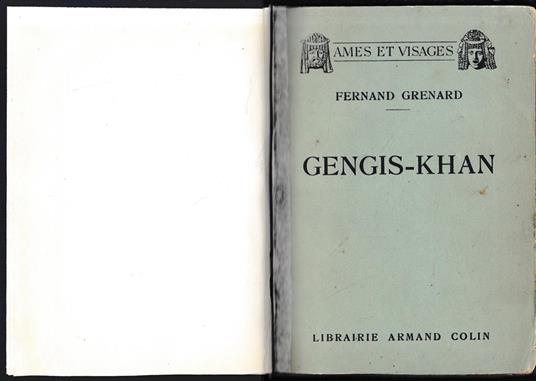 AMES ET VISAGES
FERNAND GRENARD
GENGIS-KHAN
LIBRAIRIE ARMAND COLIN